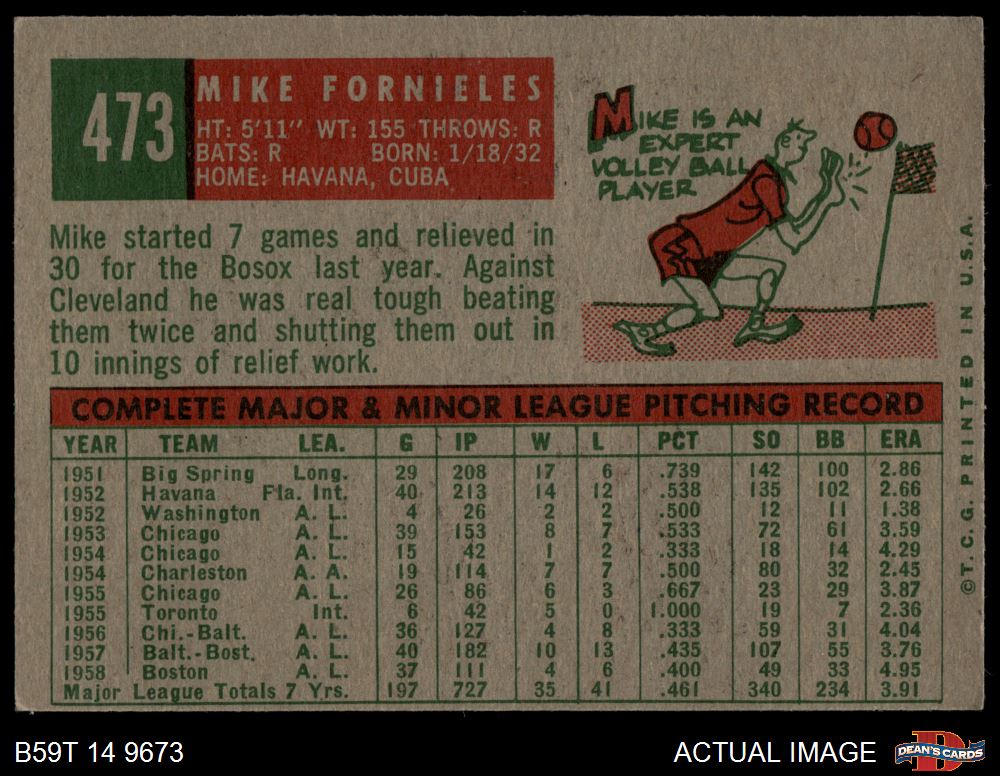 473
MIKE FORNIELES
HT: 5'11" WT: 155 THROWS: R
BATS: R BORN: 1/18/32
HOME: HAVANA, CUBA
MIKE IS AN
EXPERT
VOLLEY BALL
PLAYER
Mike started 7 games and relieved in
30 for the Bosox last year. Against
Cleveland he was real tough beating
them twice and shutting them out in
10 innings of relief work.
COMPLETE MAJOR & MINOR LEAGUE PITCHING RECORD
YEAR TEAM LEA. G IP W L PCT SO BB ERA
1951 Big Spring Long. 29 208 17 6 .739 142 100 2.86
1952 Havana Fla. Int. 40 213 14 12 .538 135 102 2.66
1952 Washington A. L. 4 26 2 2 .500 12 11 1.38
1953 Chicago A. L. 39 153 8 7 .533 72 61 3.59
1954 Chicago A. L. 15 42 1 2 .333 18 14 4.29
1954 Charleston A. A. 19 114 7 7 .500 80 32 2.45
1955 Chicago A. L. 26 86 6 3 .667 23 29 3.87
1955 Toronto Int. 6 42 5 0 1.000 19 7 2.36
1956 Chi.-Balt. A. L. 36 127 4 8 .333 59 31 4.04
1957 Balt.-Bost. A. L. 40 182 10 13 .435 107 55 3.76
1958 Boston A. L. 37 111 4 6 .400 49 33 4.95
Major League Totals 7 Yrs. 197 727 35 41 .461 340 234 3.91
©T.C.G. PRINTED IN U.S.A.
B59T 14 9673
ACTUAL IMAGE
D
DEAN'S CARDS